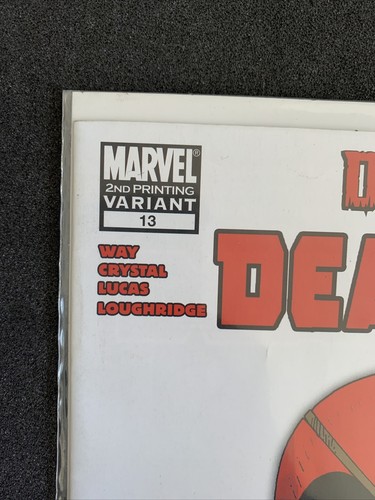 MARVEL®
2ND PRINTING
VARIANT
13
WAY
CRYSTAL
LUCAS
LOUGHRIDGE
DEA